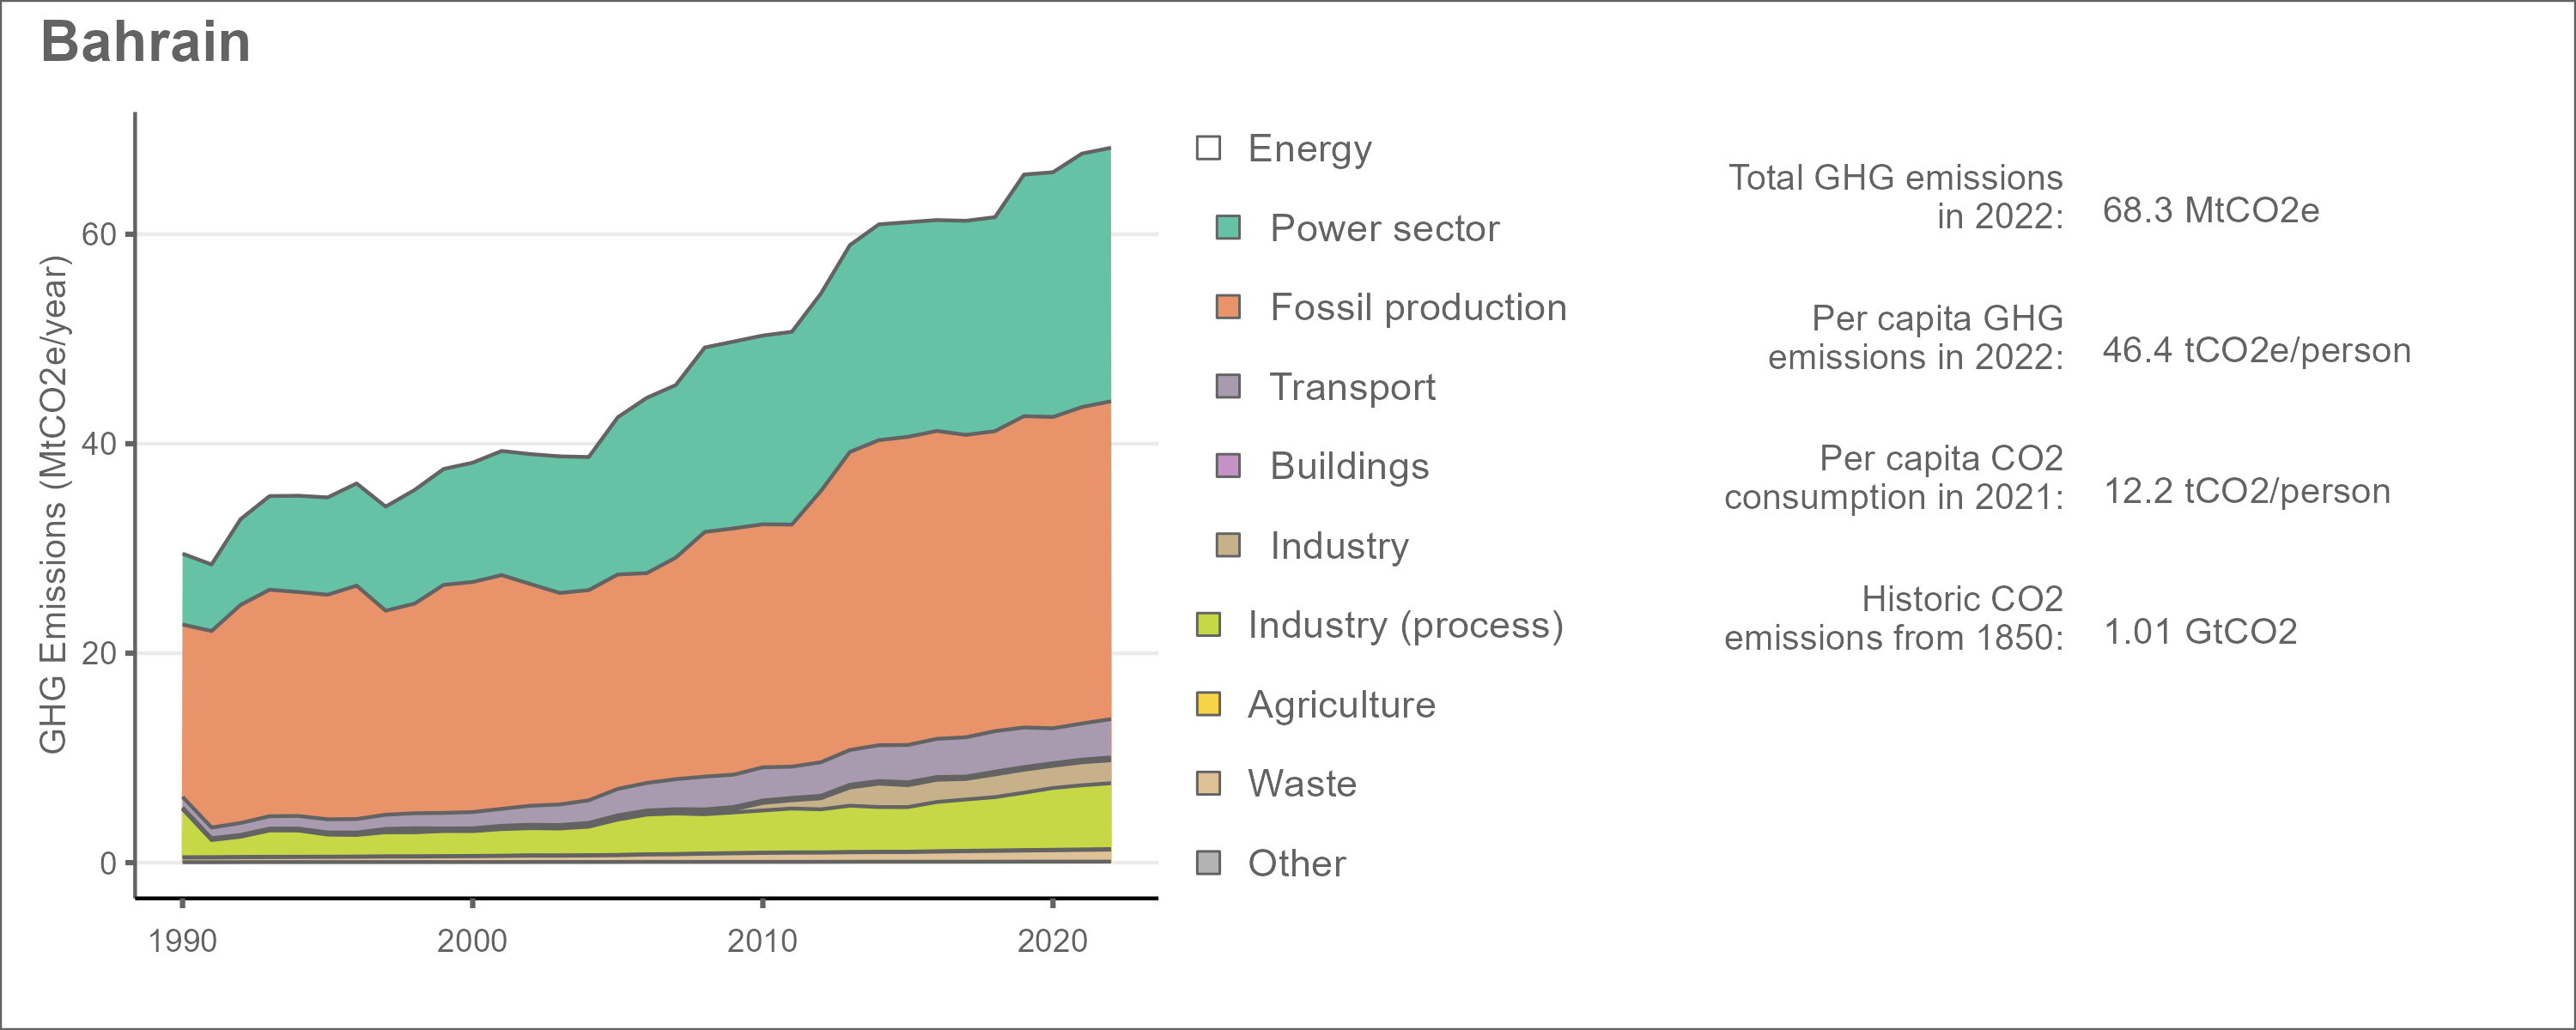 Bahrain
GHG Emissions (MtCO2e/year)
60
40
20
0
1990
2000
2010
2020
Energy
Power sector
Fossil production
Transport
Buildings
Industry
Industry (process)
Agriculture
Waste
Other
Total GHG emissions
in 2022:
68.3 MtCO2e
Per capita GHG
emissions in 2022:
46.4 tCO2e/person
Per capita CO2
consumption in 2021:
12.2 tCO2/person
Historic CO2
emissions from 1850:
1.01 GtCO2